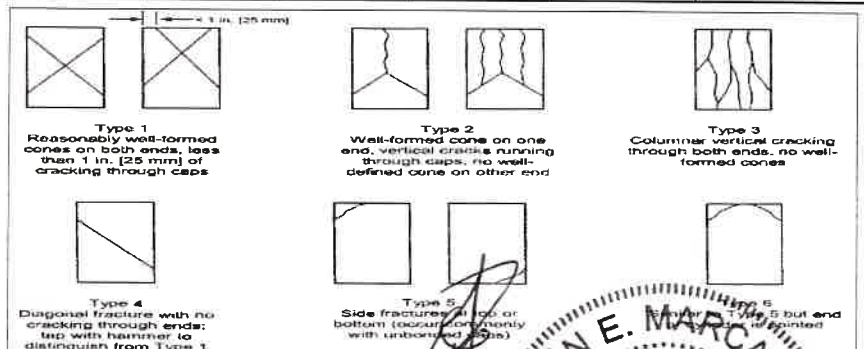 < 1 in. [25 mm]
Type 1
Reasonably well-formed
cones on both ends, less
than 1 in. [25 mm] of
cracking through caps
Type 2
Well-formed cone on one
end, vertical cracks running
through caps, no well-
defined cone on other end
Type 3
Columner vertical cracking
through both ends, no well-
formed cones
Type 4
Diagonal fracture with no
cracking through ends;
tap with hammer to
distinguish from Type 1
Type 5
Side fractures at top or
bottom (occur commonly
with unbonded caps)
Type 6
Similar to Type 5 but end
of cylinder is pointed
N E. MARCA